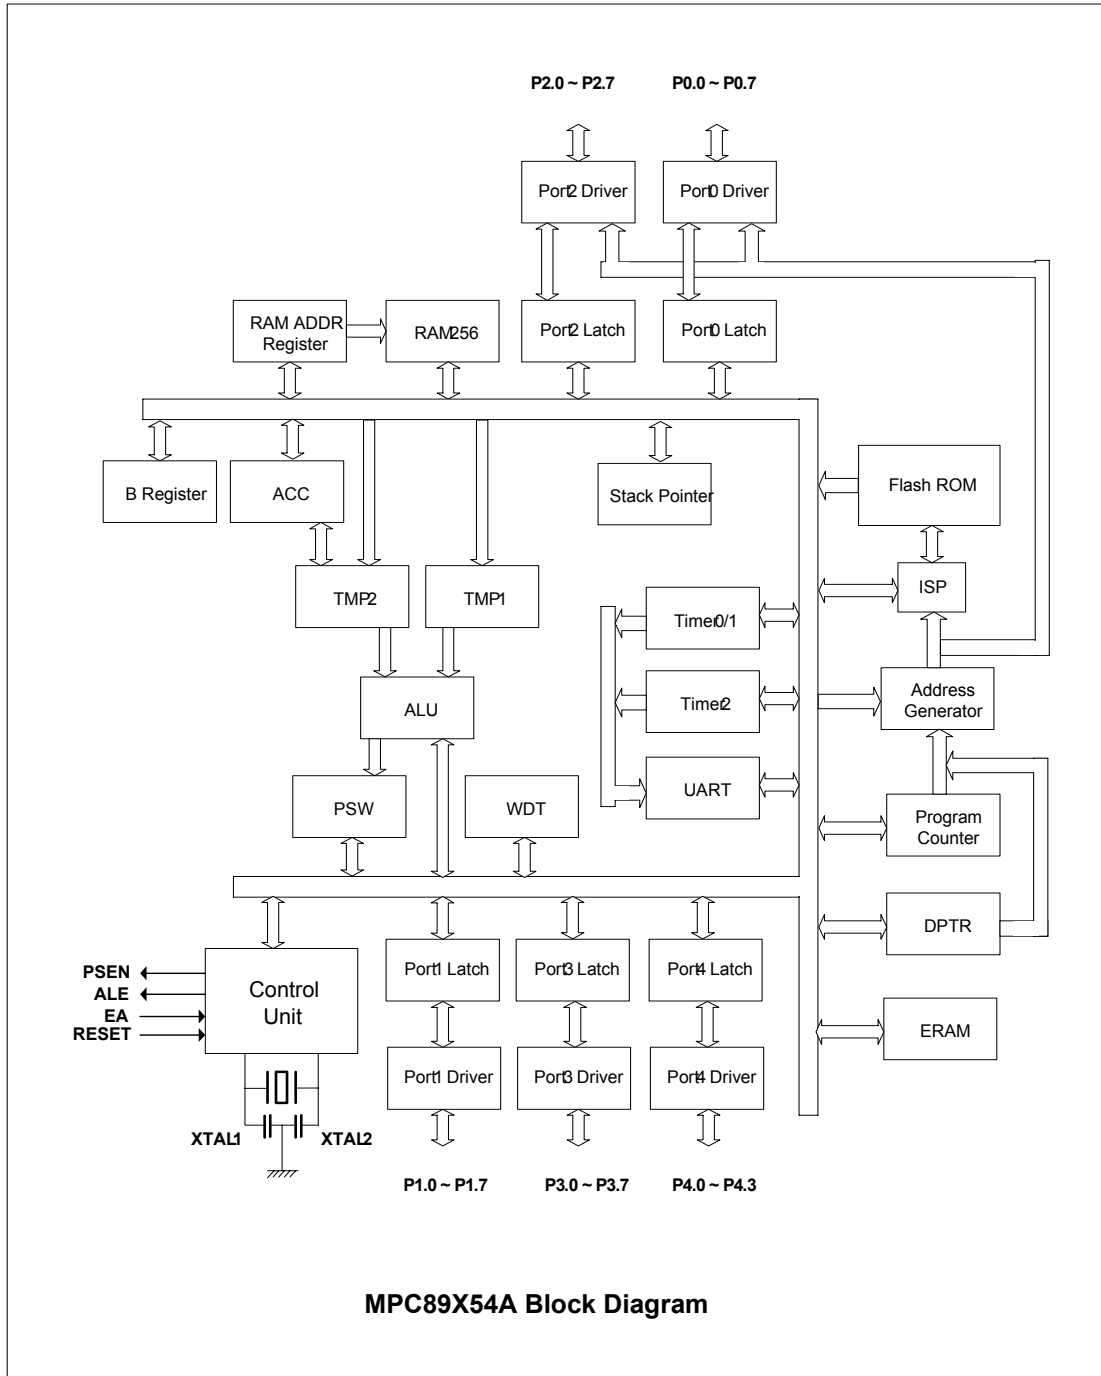 P2.0 ~ P2.7
P0.0 ~ P0.7
Port2 Driver
Port0 Driver
RAM ADDR
Register
RAM256
Port2 Latch
Port0 Latch
B Register
ACC
Stack Pointer
Flash ROM
TMP2
TMP1
ISP
Timer0/1
ALU
Timer2
Address
Generator
PSW
WDT
UART
Program
Counter
DPTR
Port1 Latch
Port3 Latch
Port4 Latch
PSEN
ALE
EA
RESET
Control
Unit
ERAM
Port1 Driver
Port3 Driver
Port4 Driver
XTAL1
XTAL2
P1.0 ~ P1.7
P3.0 ~ P3.7
P4.0 ~ P4.3
MPC89X54A Block Diagram